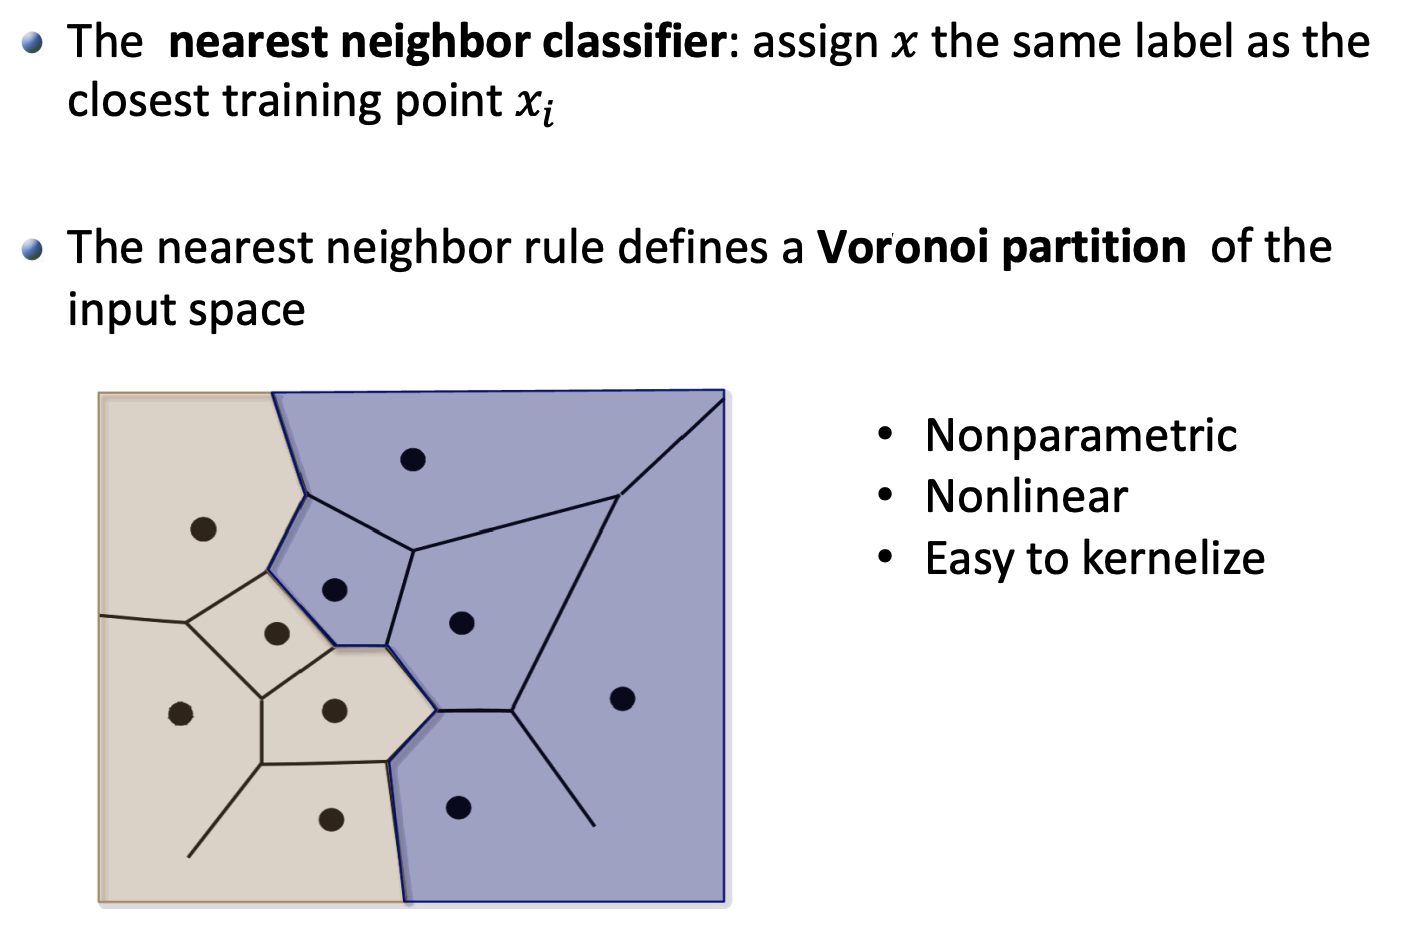 The nearest neighbor classifier: assign x the same label as the
closest training point xᵢ
The nearest neighbor rule defines a Voronoi partition of the
input space
• Nonparametric
• Nonlinear
• Easy to kernelize